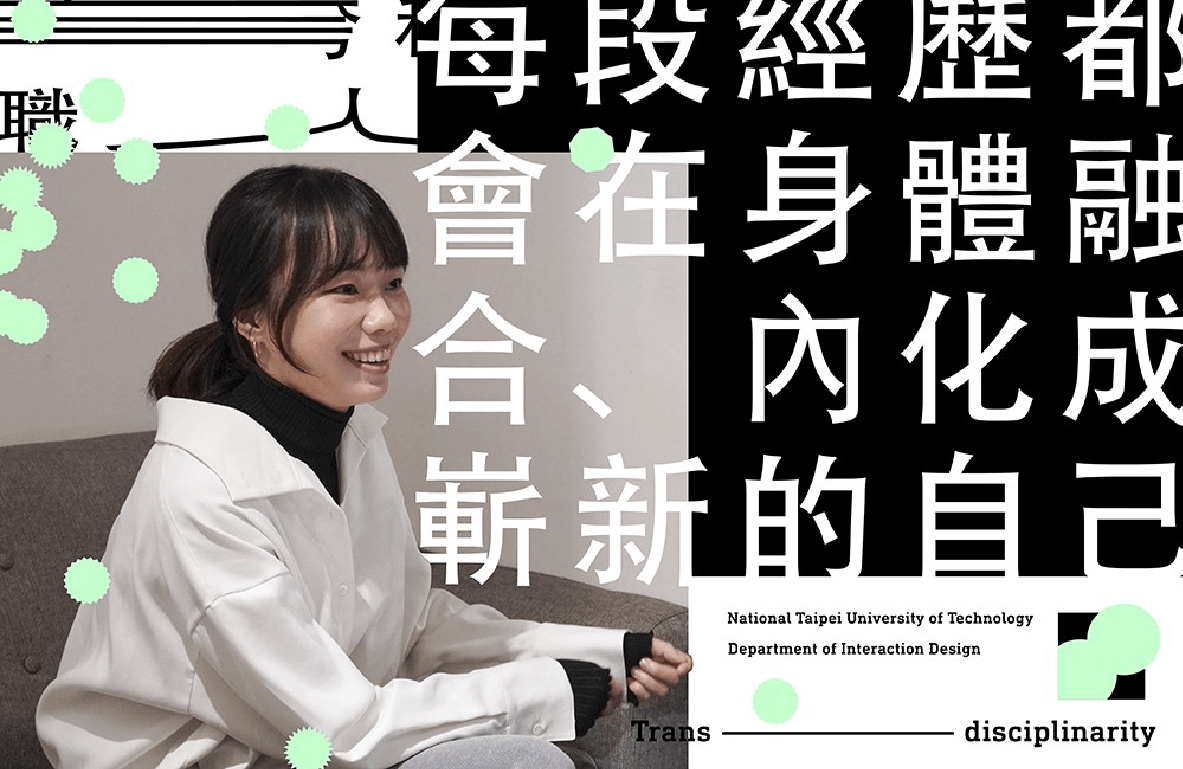 職
每段經歷都
會在身體融
合、內化成
嶄新的自己
National Taipei University of Technology
Department of Interaction Design
Trans
disciplinarity